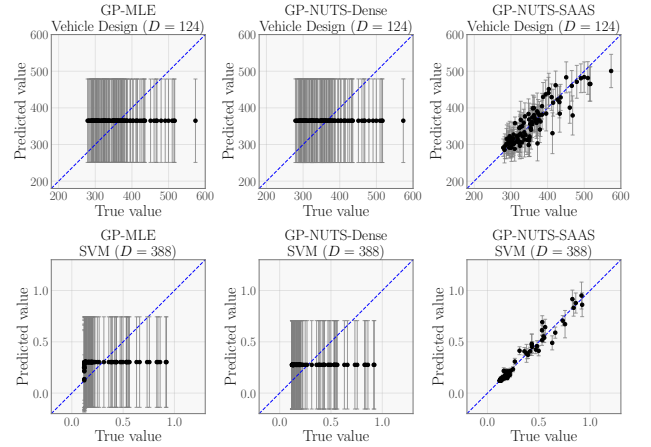 GP-MLE
Vehicle Design (D = 124)
600
500
400
300
200
Predicted value
200 300 400 500 600
True value
GP-NUTS-Dense
Vehicle Design (D = 124)
600
500
400
300
200
Predicted value
200 300 400 500 600
True value
GP-NUTS-SAAS
Vehicle Design (D = 124)
600
500
400
300
200
Predicted value
200 300 400 500 600
True value
GP-MLE
SVM (D = 388)
1.0
0.5
0.0
Predicted value
0.0 0.5 1.0
True value
GP-NUTS-Dense
SVM (D = 388)
1.0
0.5
0.0
Predicted value
0.0 0.5 1.0
True value
GP-NUTS-SAAS
SVM (D = 388)
1.0
0.5
0.0
Predicted value
0.0 0.5 1.0
True value